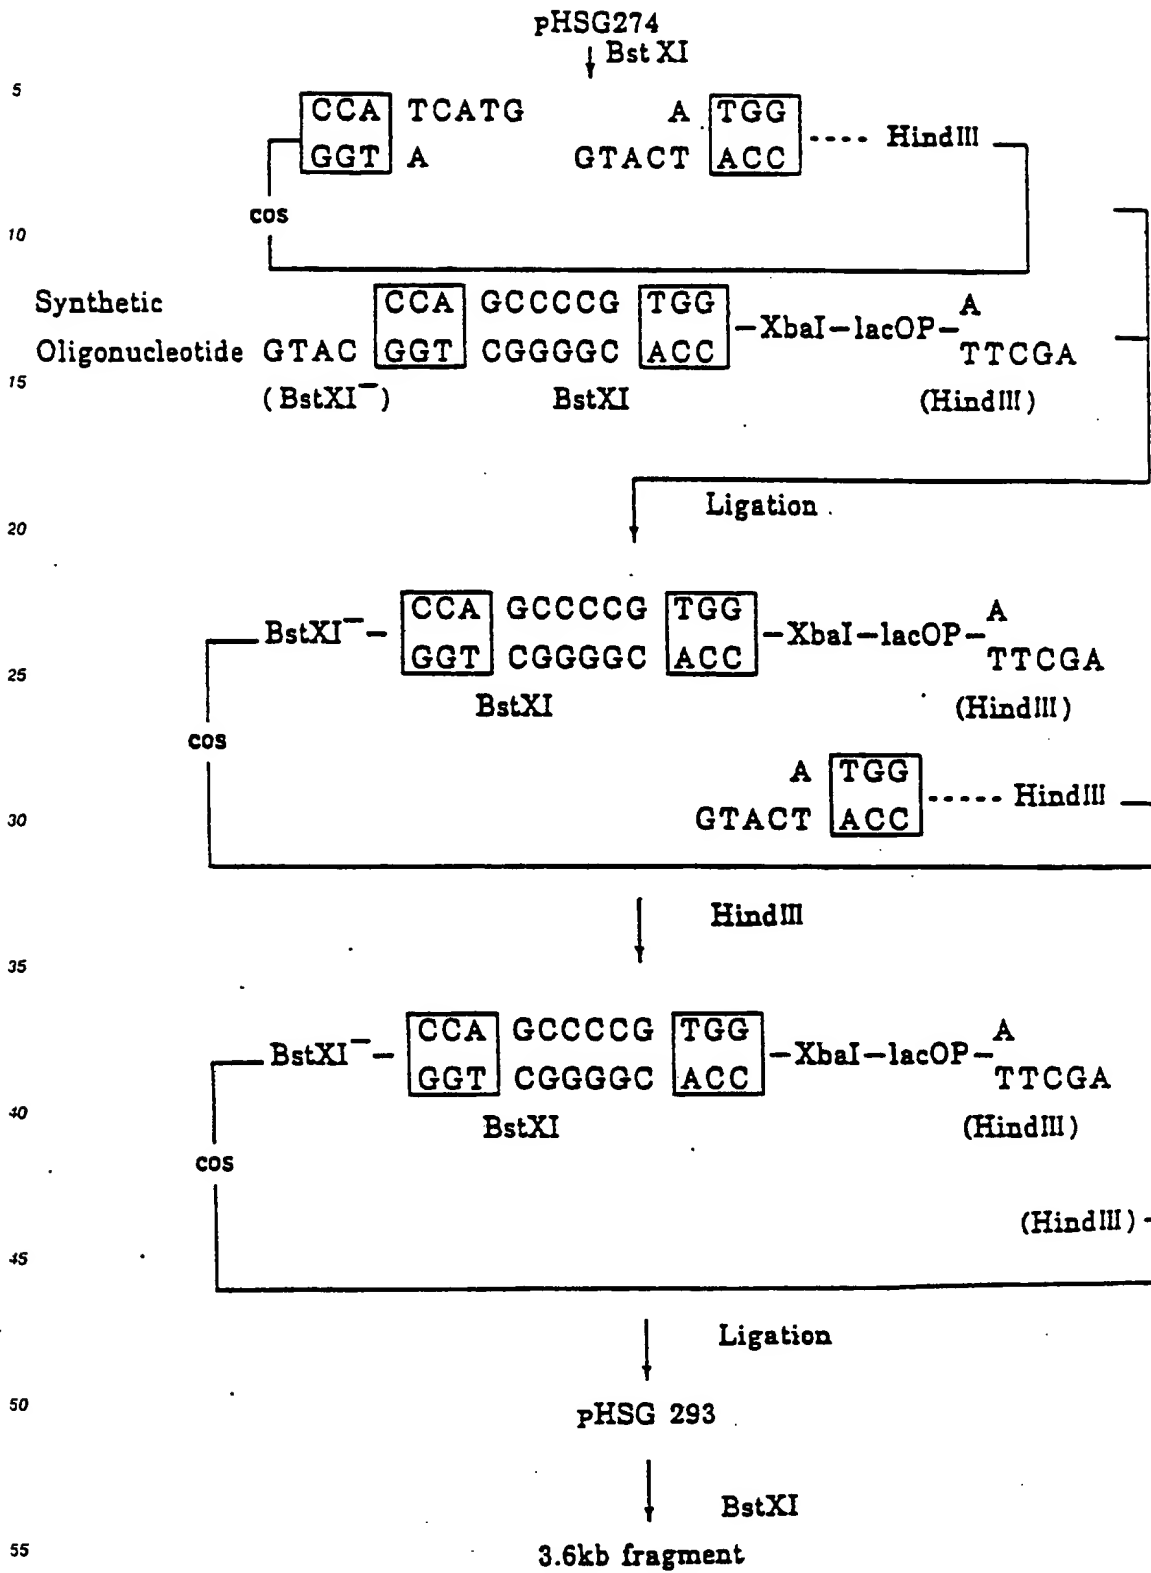 pHSG274
Bst XI
5
CCA TCATG A TGG
GGT A GTACT ACC ---- HindIII
cos
10
Synthetic CCA GCCCCG TGG A
Oligonucleotide GTAC GGT CGGGGC ACC -XbaI-lacOP- TTCGA
15
(BstXI⁻) BstXI (HindIII)
Ligation
20
BstXI⁻- CCA GCCCCG TGG -XbaI-lacOP- A
GGT CGGGGC ACC TTCGA
25
BstXI (HindIII)
cos
A TGG
GTACT ACC ----- HindIII
30
HindIII
35
BstXI⁻- CCA GCCCCG TGG -XbaI-lacOP- A
GGT CGGGGC ACC TTCGA
40
BstXI (HindIII)
cos
(HindIII)-
45
Ligation
50
pHSG 293
BstXI
55
3.6kb fragment